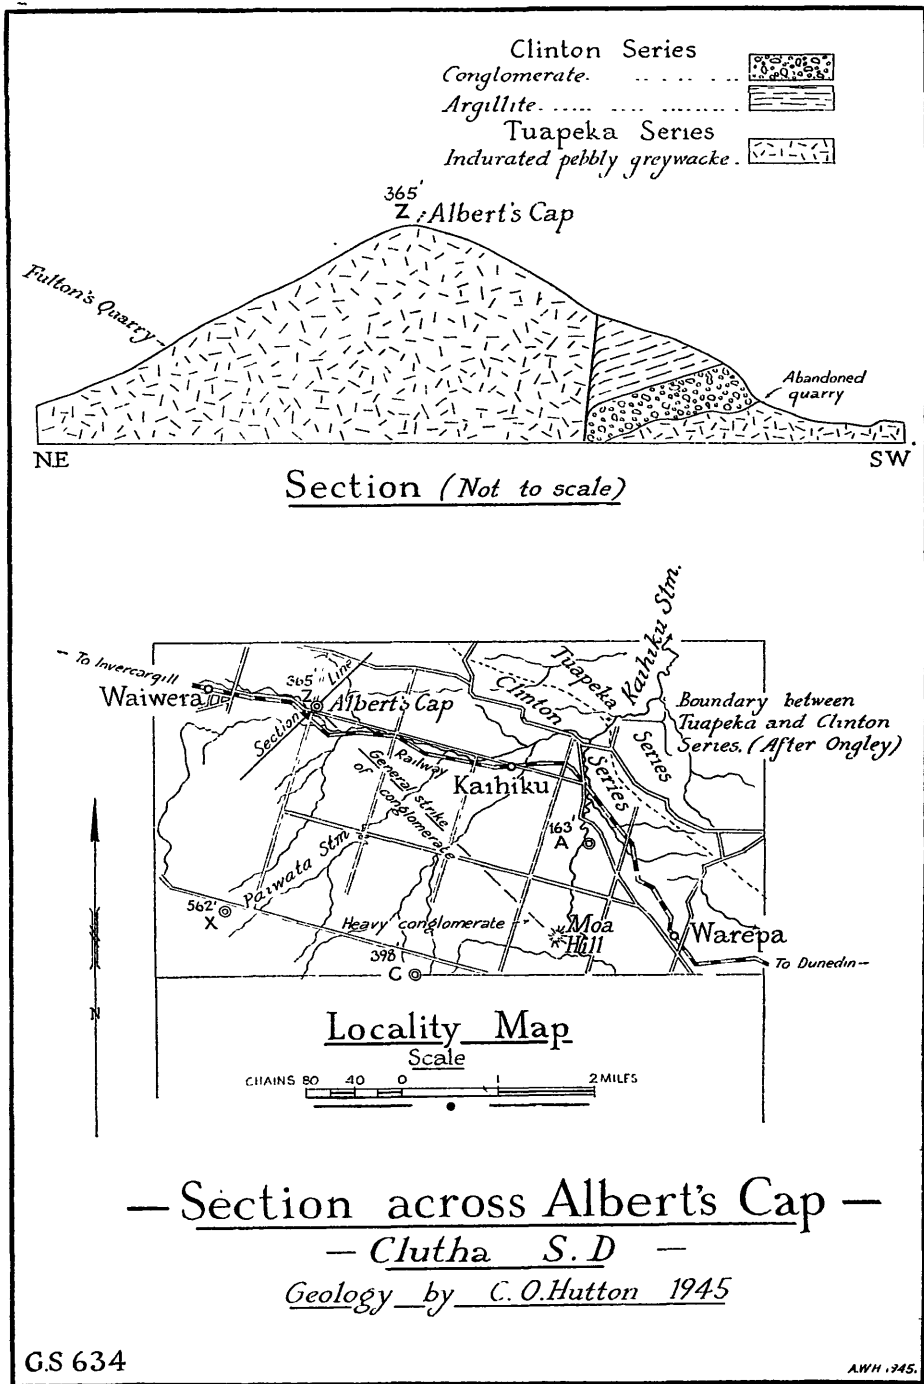 Clinton Series
Conglomerate.
Argillite
Tuapeka Series
Indurated pebbly greywacke.
365'
Z Albert's Cap
Fulton's Quarry
Abandoned
quarry
NE
SW
Section (Not to scale)
Kaihiku Stm.
— To Invercargill
Waiwera
365'
Z
Albert's Cap
Section Line
Tuapeka Series
Clinton Series
Boundary between
Tuapeka and Clinton
Series. (After Ongley)
Railway
General strike
of conglomerate
Kaihiku
163'
A
Paiwata Stm
562'
X
Heavy conglomerate
Moa
Hill
398
C
Warepa
To Dunedin —
N
Locality Map
Scale
CHAINS 80 40 0 1 2 MILES
— Section across Albert's Cap —
— Clutha S.D —
Geology by C.O.Hutton 1945
G.S 634
A.W.H 1945.